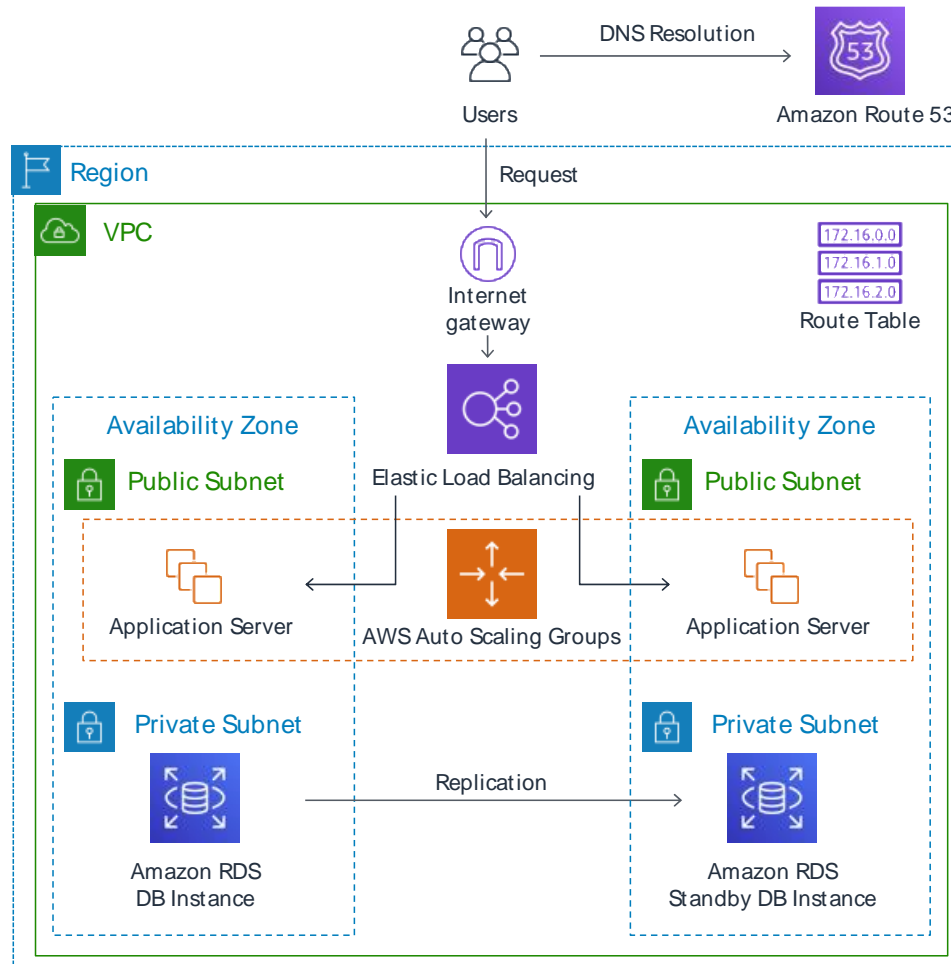 DNS Resolution
53
Users
Amazon Route 53
Region
Request
VPC
172.16.0.0
172.16.1.0
172.16.2.0
Route Table
Internet
gateway
Availability Zone
Availability Zone
Public Subnet
Elastic Load Balancing
Public Subnet
Application Server
AWS Auto Scaling Groups
Application Server
Private Subnet
Private Subnet
Replication
Amazon RDS
DB Instance
Amazon RDS
Standby DB Instance